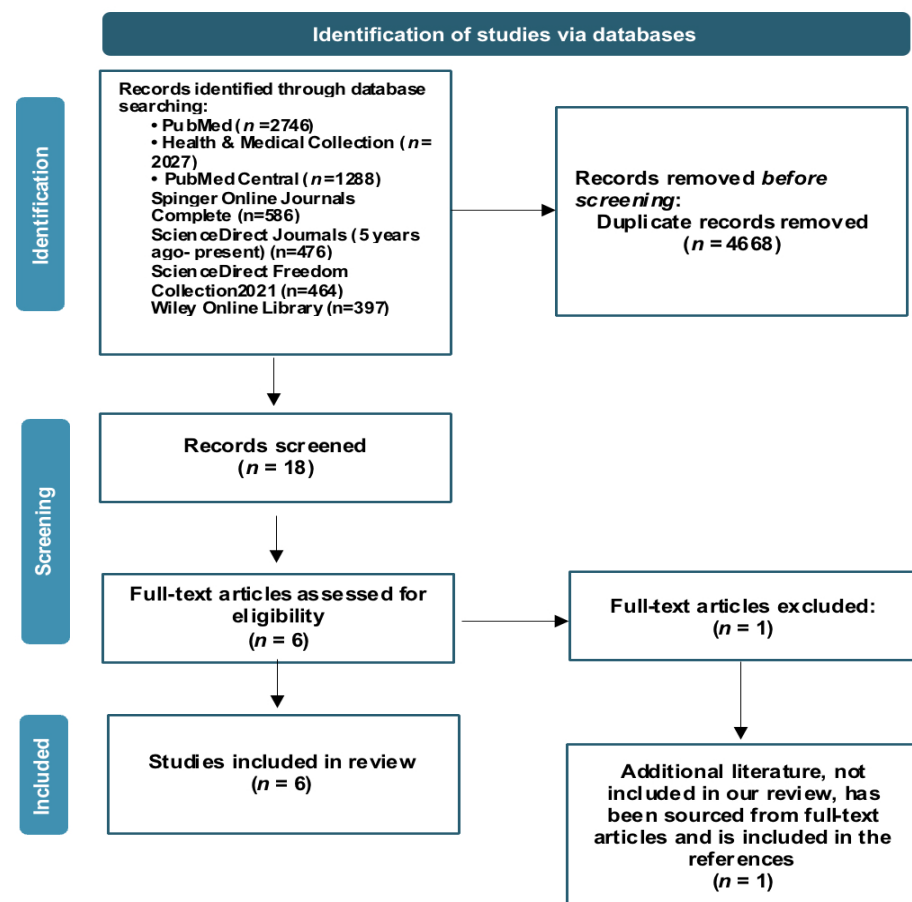 Identification of studies via databases
Identification
Records identified through database
searching:
• PubMed (n =2746)
• Health & Medical Collection (n=
2027)
• PubMed Central (n=1288)
Spinger Online Journals
Complete (n=586)
ScienceDirect Journals (5 years
ago- present) (n=476)
ScienceDirect Freedom
Collection2021 (n=464)
Wiley Online Library (n=397)
Records removed before
screening:
Duplicate records removed
(n = 4668)
Screening
Records screened
(n = 18)
Full-text articles assessed for
eligibility
(n = 6)
Full-text articles excluded:
(n = 1)
Included
Studies included in review
(n = 6)
Additional literature, not
included in our review, has
been sourced from full-text
articles and is included in the
references
(n = 1)